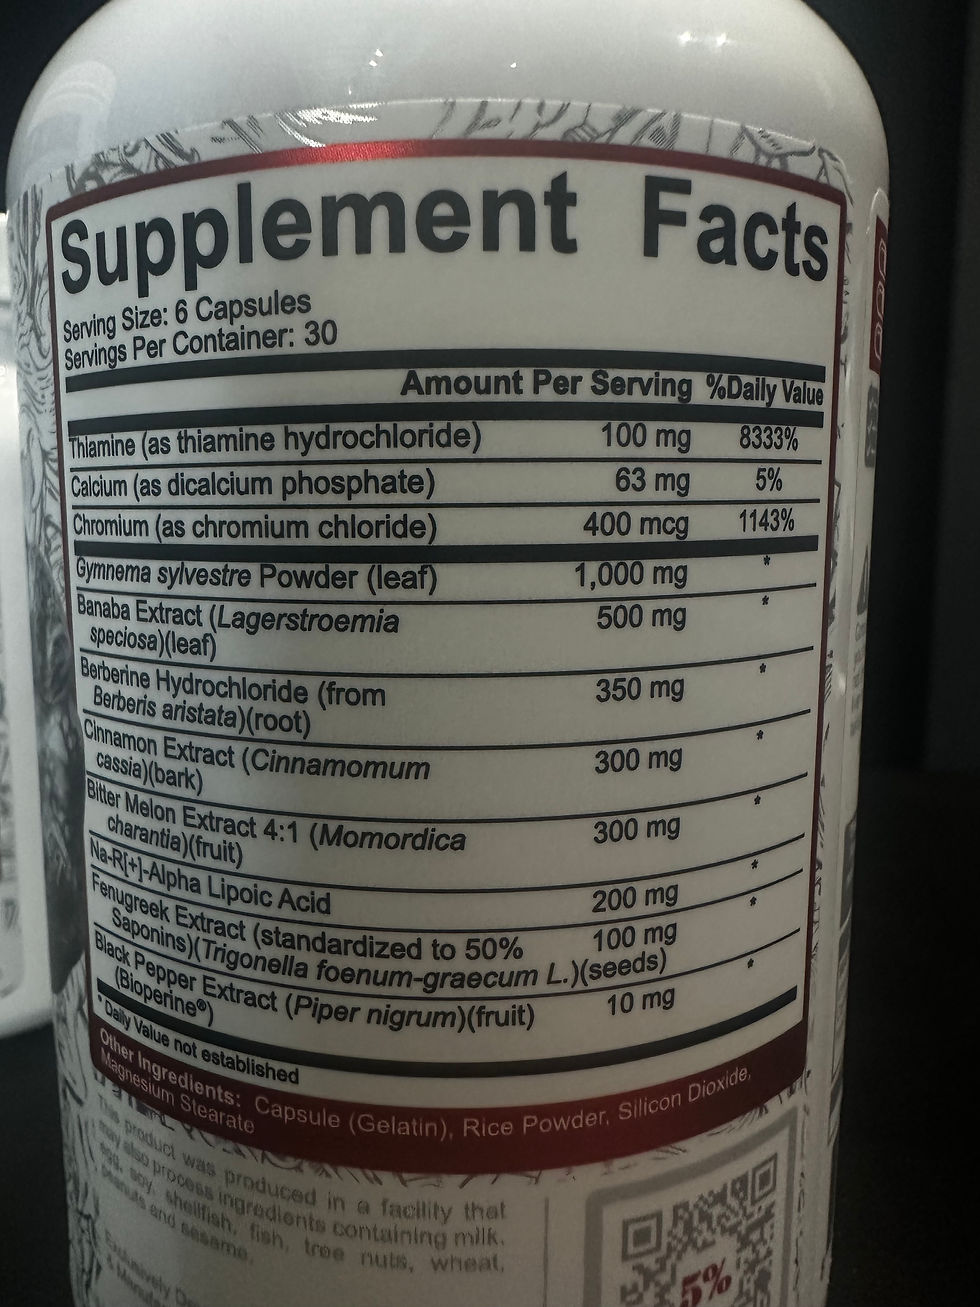 Supplement Facts
Serving Size: 6 Capsules
Servings Per Container: 30
Amount Per Serving %Daily Value
Thiamine (as thiamine hydrochloride) 100 mg 8333%
Calcium (as dicalcium phosphate) 63 mg 5%
Chromium (as chromium chloride) 400 mcg 1143%
Gymnema sylvestre Powder (leaf) 1,000 mg *
Banaba Extract (Lagerstroemia 500 mg *
speciosa)(leaf)
Berberine Hydrochloride (from 350 mg *
Berberis aristata)(root)
Cinnamon Extract (Cinnamomum 300 mg *
cassia)(bark)
Bitter Melon Extract 4:1 (Momordica 300 mg *
charantia)(fruit)
Na-R[+]-Alpha Lipoic Acid 200 mg *
Fenugreek Extract (standardized to 50% 100 mg *
Saponins)(Trigonella foenum-graecum L.)(seeds)
Black Pepper Extract (Piper nigrum)(fruit) 10 mg *
(Bioperine®)
* Daily Value not established
Other Ingredients: Capsule (Gelatin), Rice Powder, Silicon Dioxide,
Magnesium Stearate
This product was produced in a facility that
may also process ingredients containing milk,
egg, soy, shellfish, fish, tree nuts, wheat,
peanuts and sesame.
Exclusively
5%